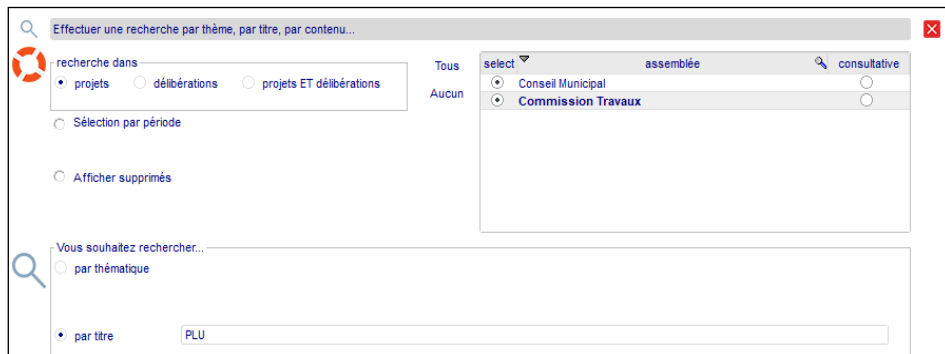 Effectuer une recherche par thème, par titre, par contenu...
recherche dans
projets délibérations projets ET délibérations
Tous
Aucun
select assemblée consultative
Conseil Municipal
Commission Travaux
Sélection par période
Afficher supprimés
Vous souhaitez rechercher...
par thématique
par titre PLU